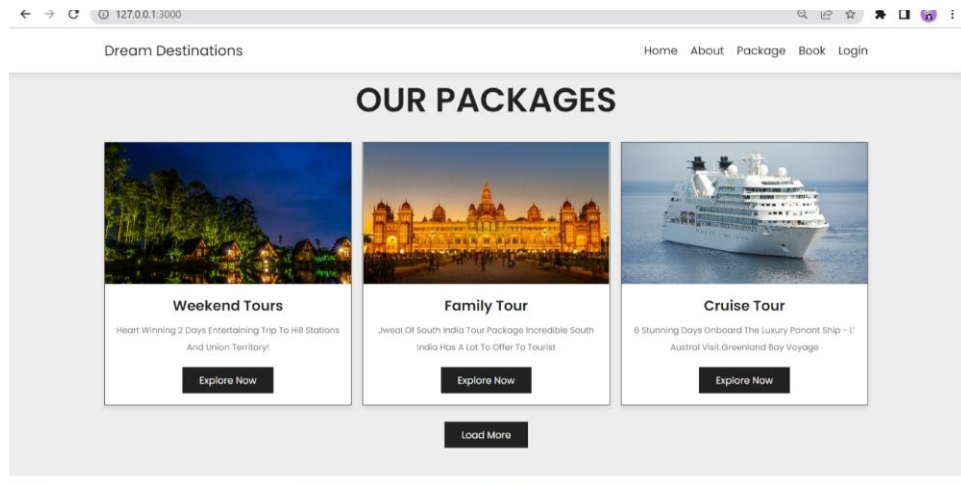 127.0.0.1:3000
Dream Destinations
Home About Package Book Login
OUR PACKAGES
Weekend Tours
Heart Winning 2 Days Entertaining Trip To Hill Stations
And Union Territory!
Explore Now
Family Tour
Jweal Of South India Tour Package Incredible South
India Has A Lot To Offer To Tourist
Explore Now
Cruise Tour
6 Stunning Days Onboard The Luxury Ponant Ship - L'
Austral Visit Greenland Bay Voyage
Explore Now
Load More